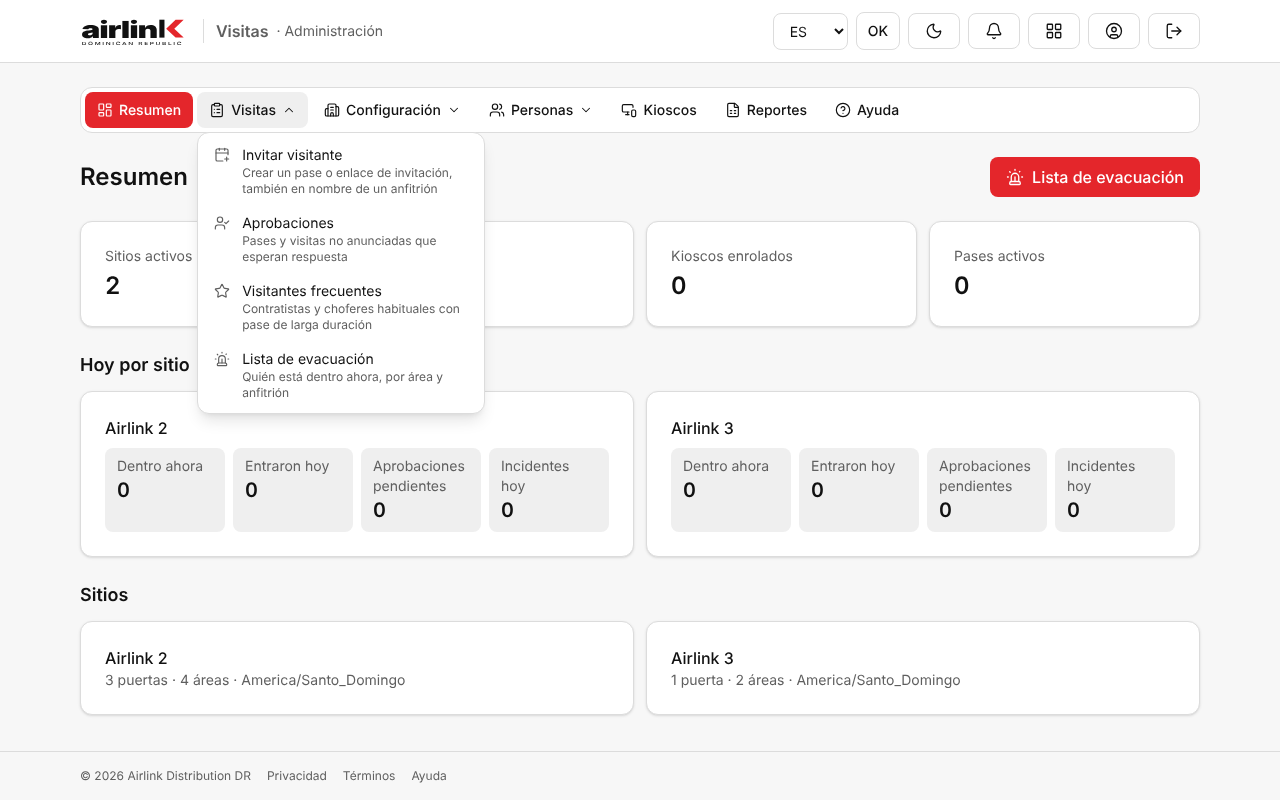 airlink
DOMINICAN REPUBLIC
Visitas · Administración
ES
OK
Resumen
Visitas
Configuración
Personas
Kioscos
Reportes
Ayuda
Invitar visitante
Crear un pase o enlace de invitación,
también en nombre de un anfitrión
Aprobaciones
Pases y visitas no anunciadas que
esperan respuesta
Visitantes frecuentes
Contratistas y choferes habituales con
pase de larga duración
Lista de evacuación
Quién está dentro ahora, por área y
anfitrión
Resumen
Lista de evacuación
Sitios activos
2
Kioscos enrolados
0
Pases activos
0
Hoy por sitio
Airlink 2
Dentro ahora
0
Entraron hoy
0
Aprobaciones
pendientes
0
Incidentes
hoy
0
Airlink 3
Dentro ahora
0
Entraron hoy
0
Aprobaciones
pendientes
0
Incidentes
hoy
0
Sitios
Airlink 2
3 puertas · 4 áreas · America/Santo_Domingo
Airlink 3
1 puerta · 2 áreas · America/Santo_Domingo
© 2026 Airlink Distribution DR
Privacidad
Términos
Ayuda